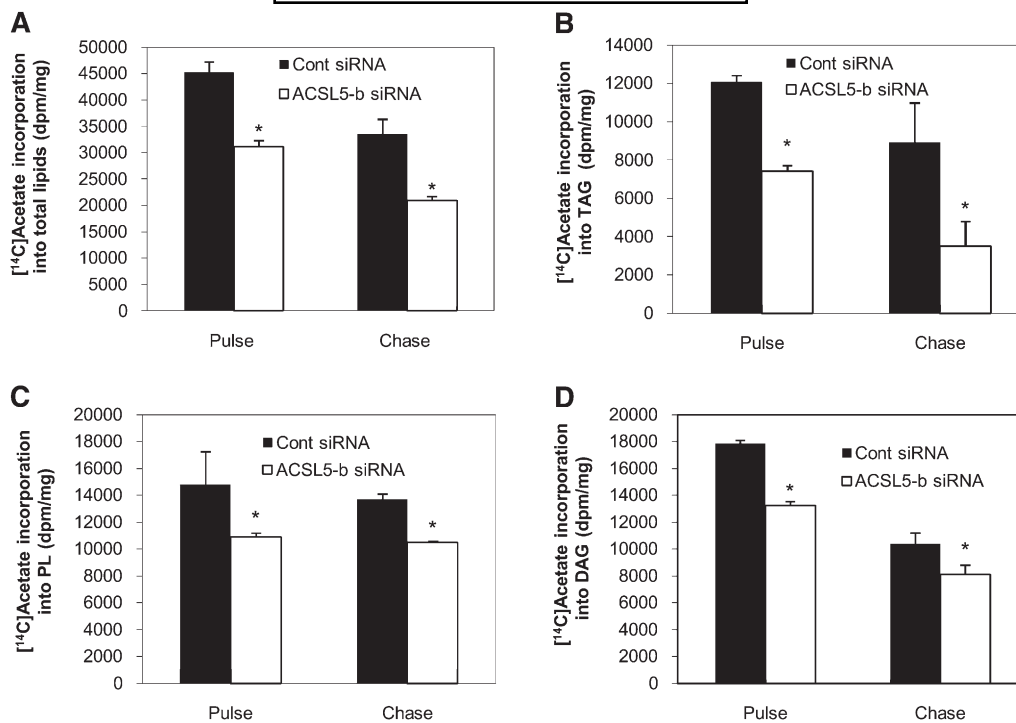 A
[¹⁴C]Acetate incorporation
into total lipids (dpm/mg)
50000
45000
40000
35000
30000
25000
20000
15000
10000
5000
0
Cont siRNA
ACSL5-b siRNA
*
*
Pulse
Chase
B
[¹⁴C]Acetate incorporation
into TAG (dpm/mg)
14000
12000
10000
8000
6000
4000
2000
0
Cont siRNA
ACSL5-b siRNA
*
*
Pulse
Chase
C
[¹⁴C]Acetate incorporation
into PL (dpm/mg)
20000
18000
16000
14000
12000
10000
8000
6000
4000
2000
0
Cont siRNA
ACSL5-b siRNA
*
*
Pulse
Chase
D
[¹⁴C]Acetate incorporation
into DAG (dpm/mg)
20000
18000
16000
14000
12000
10000
8000
6000
4000
2000
0
Cont siRNA
ACSL5-b siRNA
*
*
Pulse
Chase